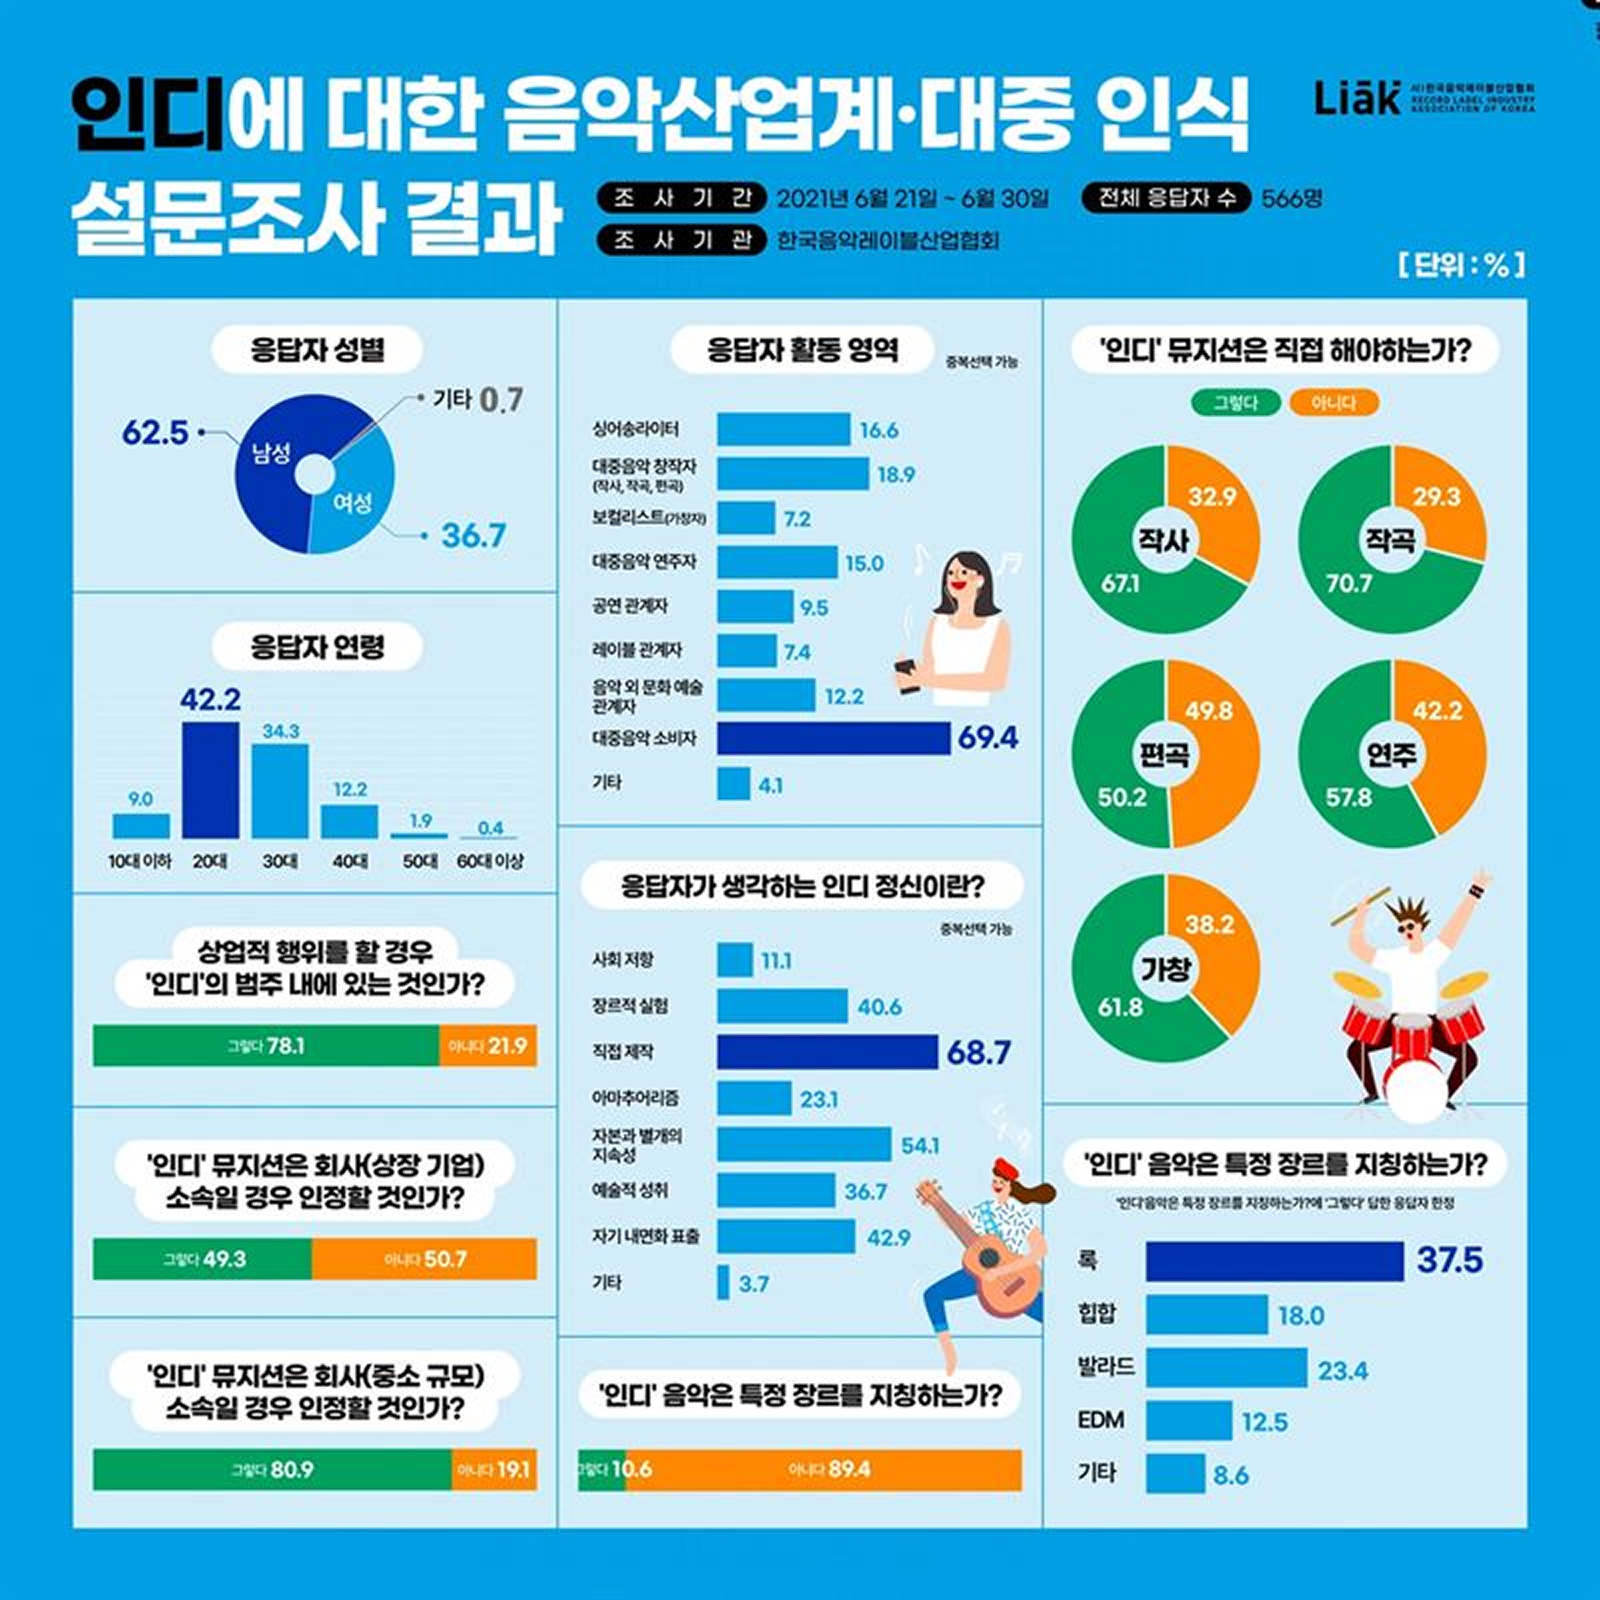 인디에 대한 음악산업계·대중 인식
설문조사 결과
Liak (사)한국음악레이블산업협회
RECORD LABEL INDUSTRY
ASSOCIATION OF KOREA
조사기간 2021년 6월 21일 ~ 6월 30일
전체 응답자 수 566명
조사기관 한국음악레이블산업협회
[ 단위 : % ]
응답자 성별
기타 0.7
62.5
남성
여성
36.7
응답자 연령
42.2
34.3
9.0
12.2
1.9
0.4
10대 이하 20대 30대 40대 50대 60대 이상
상업적 행위를 할 경우
'인디'의 범주 내에 있는 것인가?
그렇다 78.1 아니다 21.9
'인디' 뮤지션은 회사(상장 기업)
소속일 경우 인정할 것인가?
그렇다 49.3 아니다 50.7
'인디' 뮤지션은 회사(중소 규모)
소속일 경우 인정할 것인가?
그렇다 80.9 아니다 19.1
응답자 활동 영역
중복선택 가능
싱어송라이터 16.6
대중음악 창작자
(작사, 작곡, 편곡) 18.9
보컬리스트(가창자) 7.2
대중음악 연주자 15.0
공연 관계자 9.5
레이블 관계자 7.4
음악 외 문화 예술
관계자 12.2
대중음악 소비자 69.4
기타 4.1
응답자가 생각하는 인디 정신이란?
중복선택 가능
사회 저항 11.1
장르적 실험 40.6
직접 제작 68.7
아마추어리즘 23.1
자본과 별개의
지속성 54.1
예술적 성취 36.7
자기 내면화 표출 42.9
기타 3.7
'인디' 음악은 특정 장르를 지칭하는가?
그렇다 10.6 아니다 89.4
'인디' 뮤지션은 직접 해야하는가?
그렇다 아니다
32.9
작사
67.1
29.3
작곡
70.7
49.8
편곡
50.2
42.2
연주
57.8
38.2
가창
61.8
'인디' 음악은 특정 장르를 지칭하는가?
'인디'음악은 특정 장르를 지칭하는가?에 '그렇다' 답한 응답자 한정
록 37.5
힙합 18.0
발라드 23.4
EDM 12.5
기타 8.6